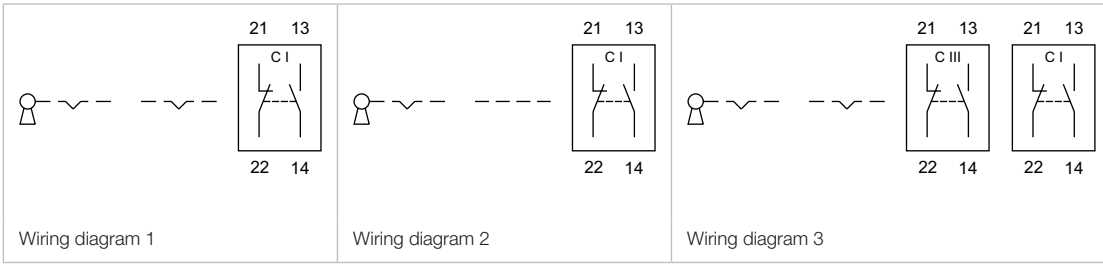 21 13
C I
22 14
Wiring diagram 1
21 13
C I
22 14
Wiring diagram 2
21 13 21 13
C III C I
22 14 22 14
Wiring diagram 3